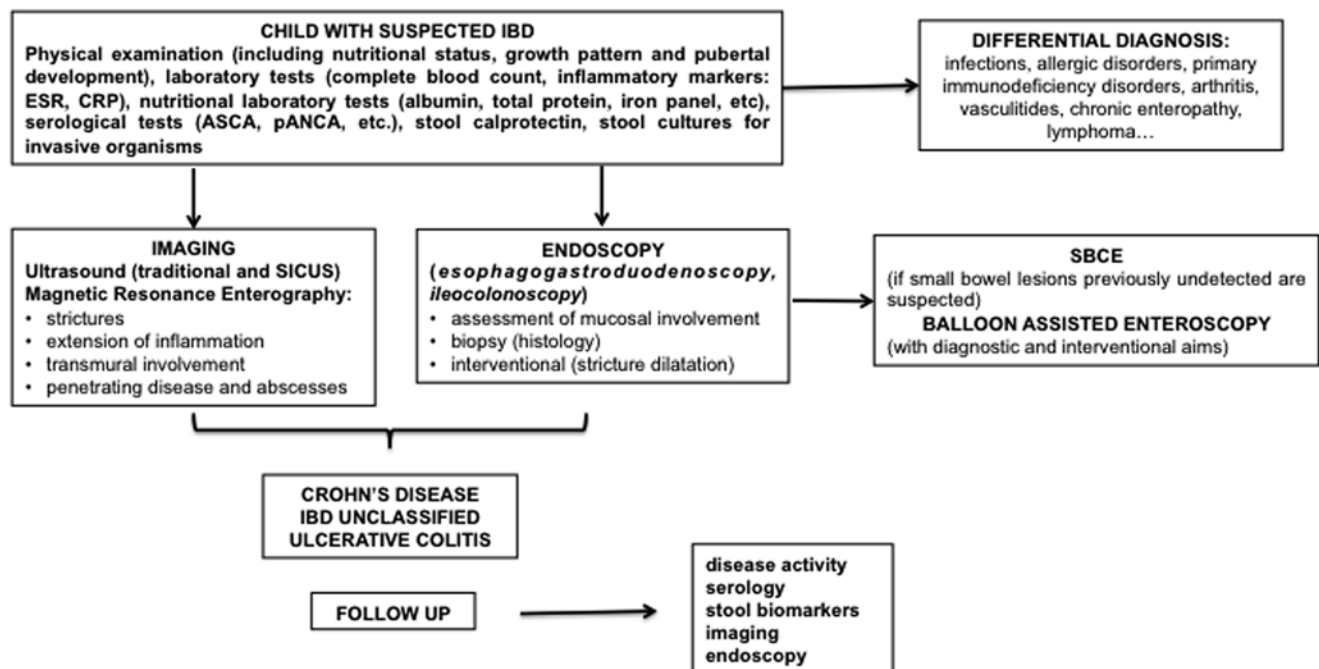 CHILD WITH SUSPECTED IBD
Physical examination (including nutritional status, growth pattern and pubertal
development), laboratory tests (complete blood count, inflammatory markers:
ESR, CRP), nutritional laboratory tests (albumin, total protein, iron panel, etc),
serological tests (ASCA, pANCA, etc.), stool calprotectin, stool cultures for
invasive organisms
DIFFERENTIAL DIAGNOSIS:
infections, allergic disorders, primary
immunodeficiency disorders, arthritis,
vasculitides, chronic enteropathy,
lymphoma…
IMAGING
Ultrasound (traditional and SICUS)
Magnetic Resonance Enterography:
• strictures
• extension of inflammation
• transmural involvement
• penetrating disease and abscesses
ENDOSCOPY
(esophagogastroduodenoscopy,
ileocolonoscopy)
• assessment of mucosal involvement
• biopsy (histology)
• interventional (stricture dilatation)
SBCE
(if small bowel lesions previously undetected are
suspected)
BALLOON ASSISTED ENTEROSCOPY
(with diagnostic and interventional aims)
CROHN'S DISEASE
IBD UNCLASSIFIED
ULCERATIVE COLITIS
FOLLOW UP
disease activity
serology
stool biomarkers
imaging
endoscopy